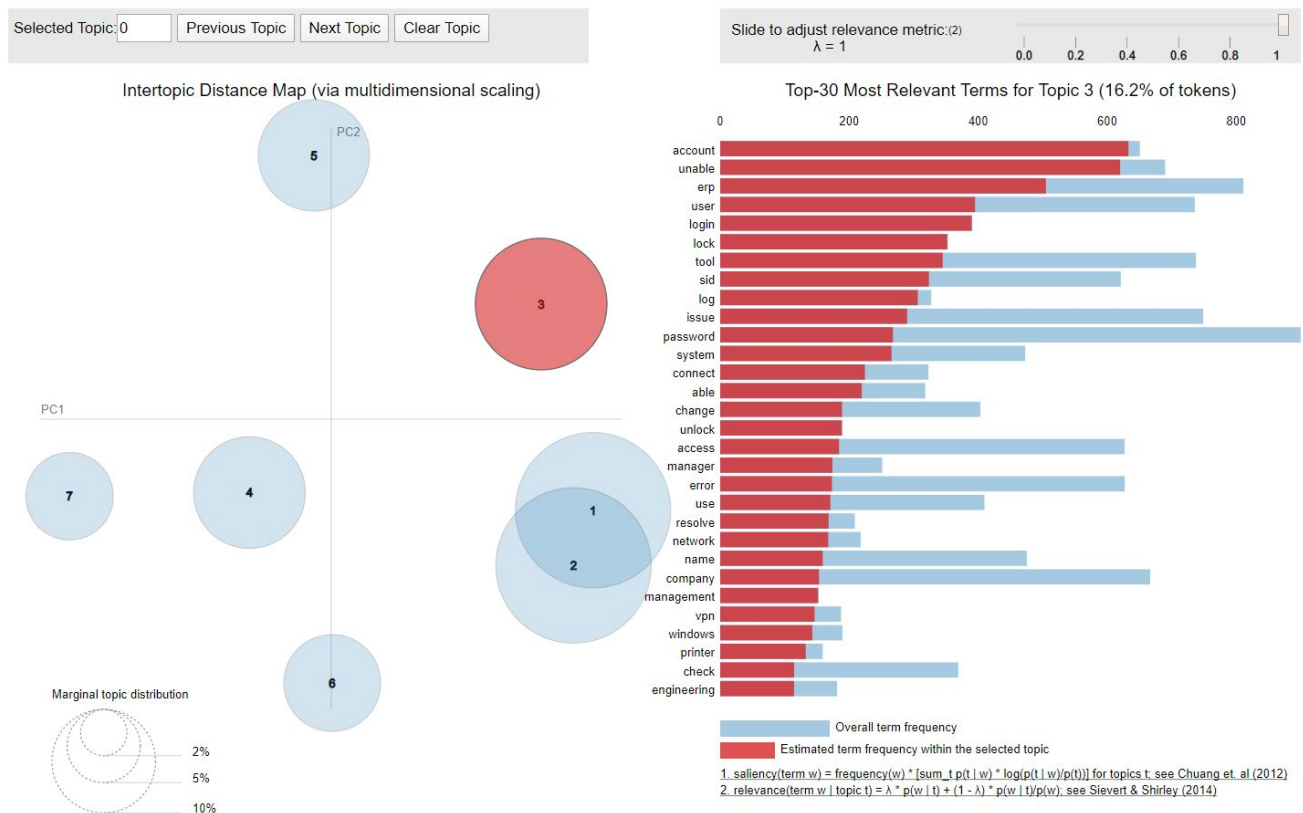 Selected Topic: 0 Previous Topic Next Topic Clear Topic
Slide to adjust relevance metric:(2)
λ = 1
0.0 0.2 0.4 0.6 0.8 1
Intertopic Distance Map (via multidimensional scaling)
PC2
PC1
5
3
7
4
1
2
6
Marginal topic distribution
2%
5%
10%
Top-30 Most Relevant Terms for Topic 3 (16.2% of tokens)
0 200 400 600 800
account
unable
erp
user
login
lock
tool
sid
log
issue
password
system
connect
able
change
unlock
access
manager
error
use
resolve
network
name
company
management
vpn
windows
printer
check
engineering
Overall term frequency
Estimated term frequency within the selected topic
1. saliency(term w) = frequency(w) * [sum_t p(t | w) * log(p(t | w)/p(t))] for topics t; see Chuang et. al (2012)
2. relevance(term w | topic t) = λ * p(w | t) + (1 - λ) * p(w | t)/p(w); see Sievert & Shirley (2014)